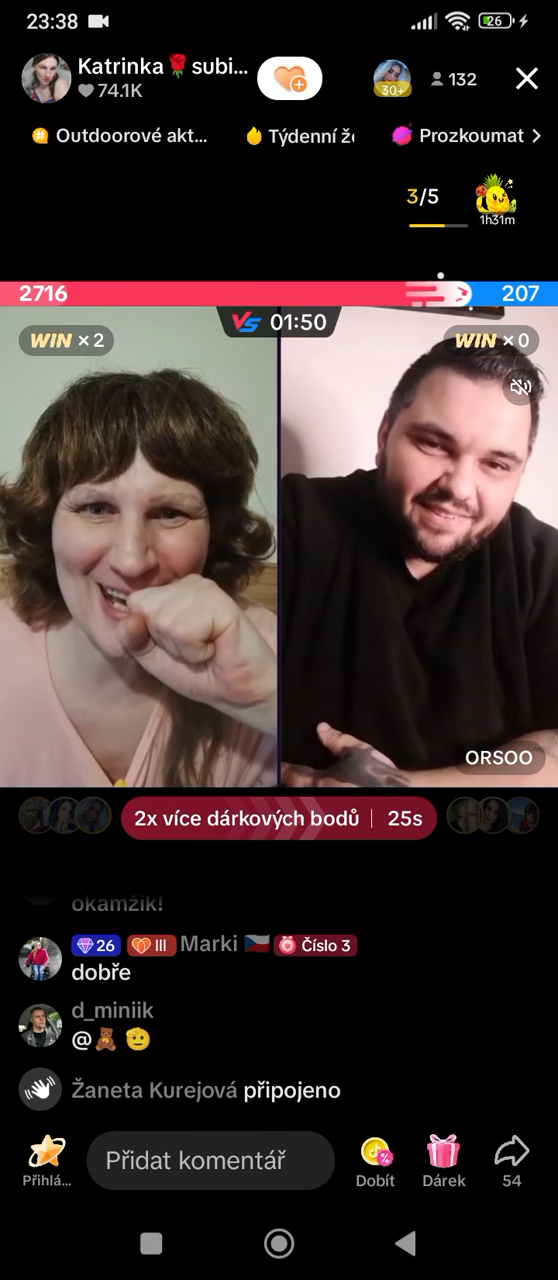 23:38
26
Katrinka🌹subi...
74.1K
30+
132
Outdoorové akt...
Týdenní že
Prozkoumat
3/5
1h31m
2716
207
VS 01:50
WIN × 2
WIN × 0
ORSOO
2x více dárkových bodů | 25s
okamžik!
26 III Marki 🇨🇿 Číslo 3
dobře
d_miniik
@🧸 🫡
Žaneta Kurejová připojeno
Přidat komentář
Přihlá...
Dobít
Dárek
54